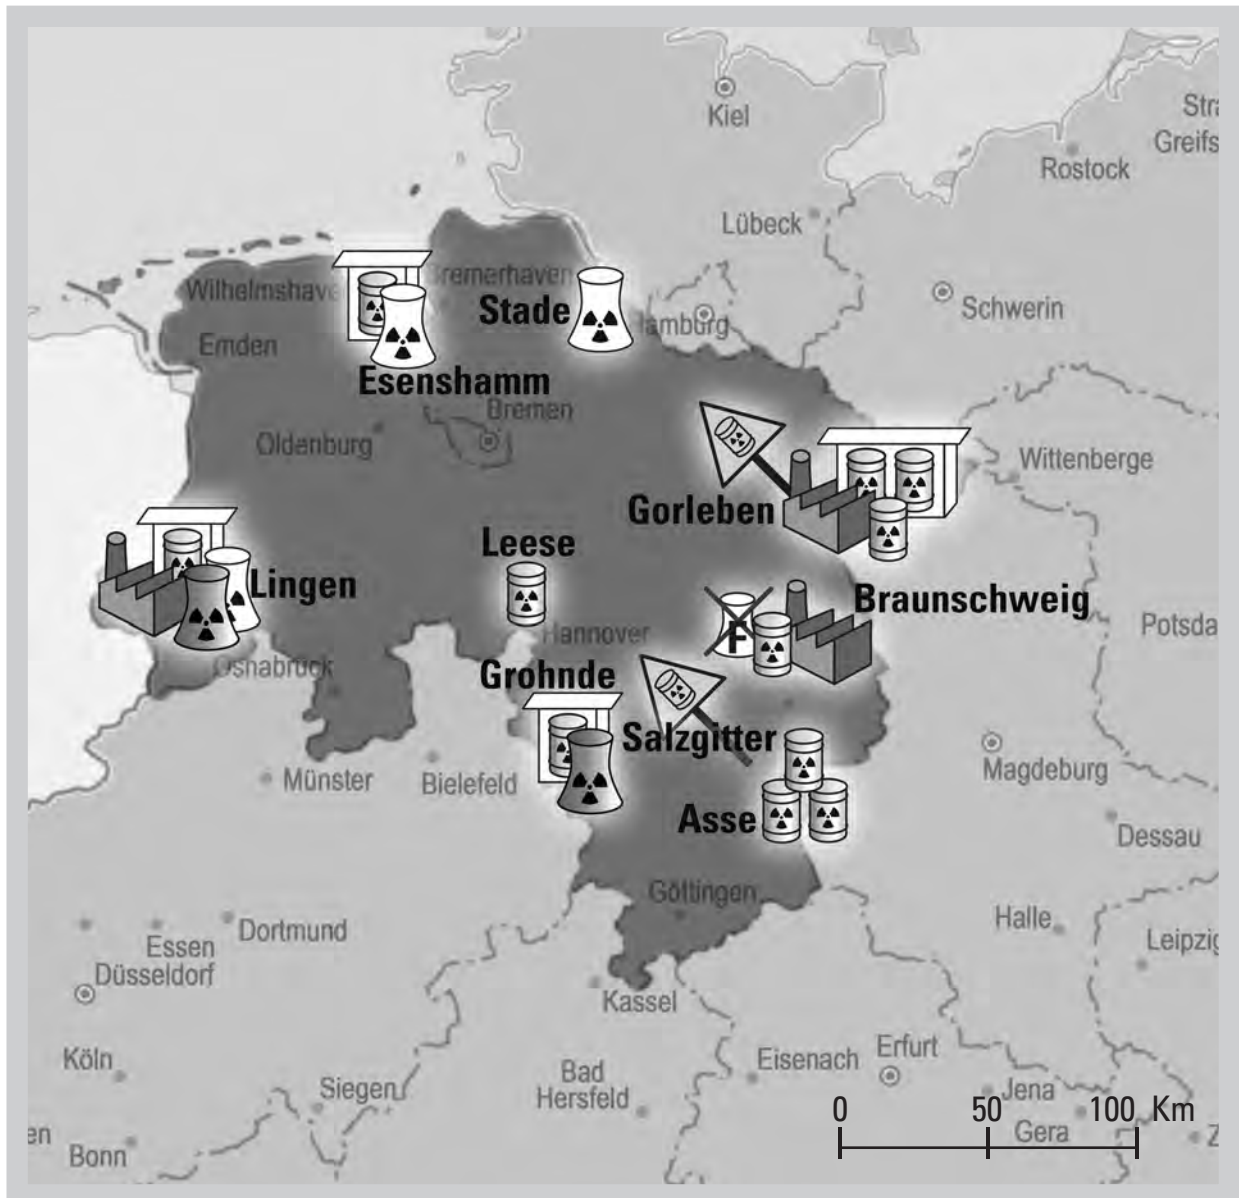 Kiel
Stra
Greifs
Rostock
Lübeck
Schwerin
Wilhelmshave
Bremerhaven
Stade
Hamburg
Emden
Esenshamm
Bremen
Oldenburg
Wittenberge
Gorleben
Leese
Lingen
Braunschweig
F
Hannover
Potsda
Osnabrück
Grohnde
Salzgitter
Münster
Bielefeld
Magdeburg
Asse
Dessau
Göttingen
Halle
Dortmund
Essen
Leipzig
Düsseldorf
Kassel
Köln
Eisenach
Erfurt
Siegen
Bad
Hersfeld
Jena
0 50 100 Km
Gera
en
Z
Bonn